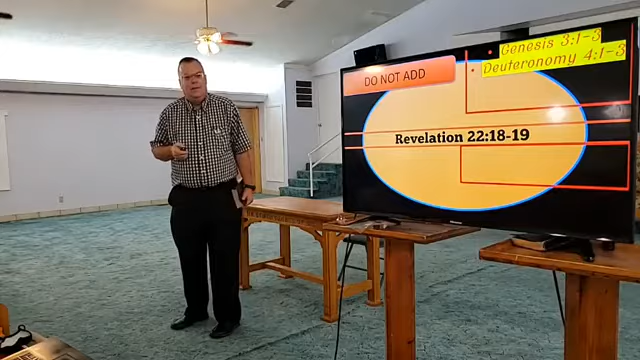 Genesis 3:1-3
Deuteronomy 4:1-3
DO NOT ADD
Revelation 22:18-19